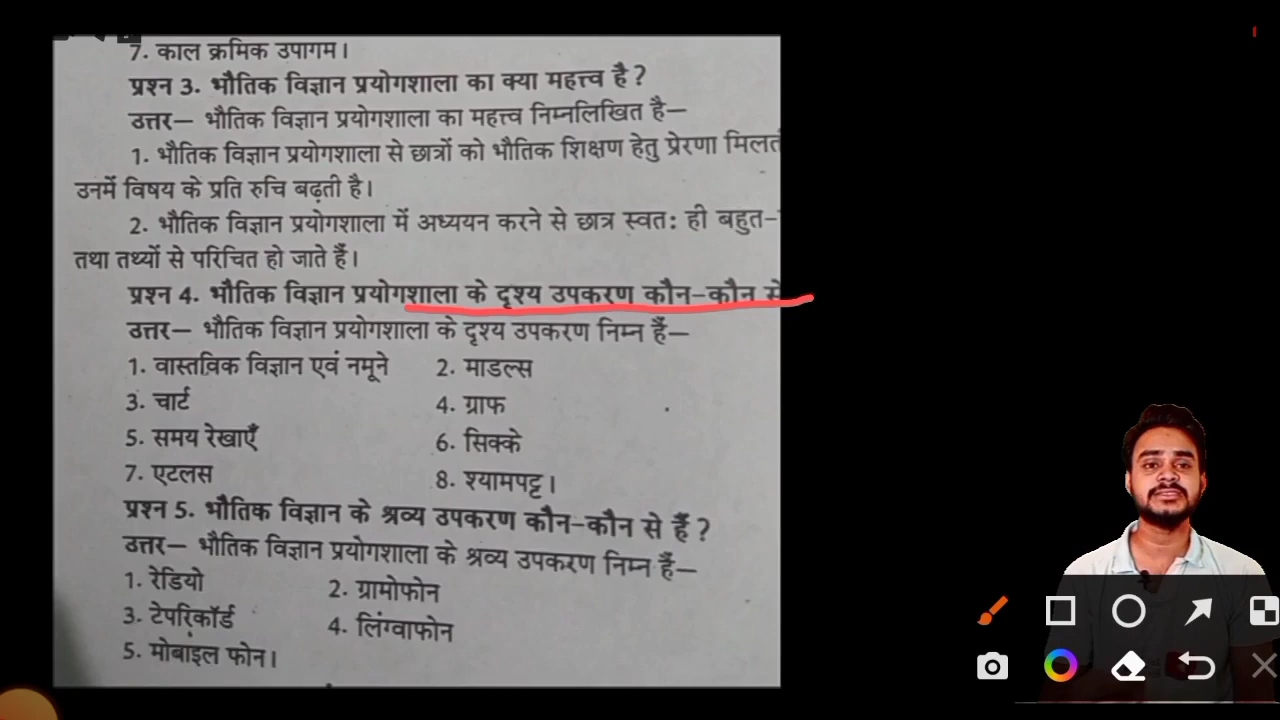 7. काल क्रमिक उपागम।
प्रश्न 3. भौतिक विज्ञान प्रयोगशाला का क्या महत्त्व है?
उत्तर— भौतिक विज्ञान प्रयोगशाला का महत्त्व निम्नलिखित है—
1. भौतिक विज्ञान प्रयोगशाला से छात्रों को भौतिक शिक्षण हेतु प्रेरणा
उनमें विषय के प्रति रुचि बढ़ती है।
2. भौतिक विज्ञान प्रयोगशाला में अध्ययन करने से छात्र स्वतः ही बहुत-
तथा तथ्यों से परिचित हो जाते हैं।
प्रश्न 4. भौतिक विज्ञान प्रयोगशाला के दृश्य उपकरण कौन-कौन से
उत्तर— भौतिक विज्ञान प्रयोगशाला के दृश्य उपकरण निम्न हैं—
1. वास्तविक विज्ञान एवं नमूने 2. माडल्स
3. चार्ट 4. ग्राफ
5. समय रेखाएँ 6. सिक्के
7. एटलस 8. श्यामपट्ट।
प्रश्न 5. भौतिक विज्ञान के श्रव्य उपकरण कौन-कौन से हैं?
उत्तर— भौतिक विज्ञान प्रयोगशाला के श्रव्य उपकरण निम्न हैं—
1. रेडियो 2. ग्रामोफोन
3. टेपरिकॉर्ड 4. लिंग्वाफोन
5. मोबाइल फोन।